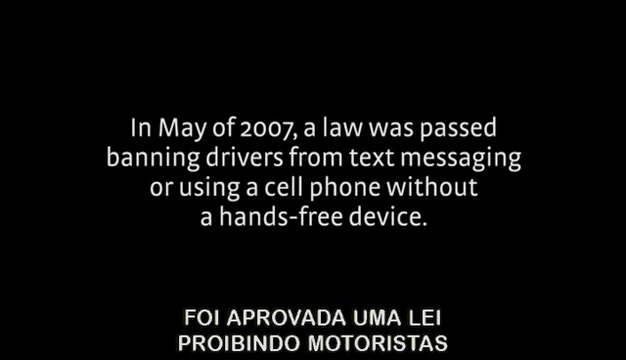 In May of 2007, a law was passed
banning drivers from text messaging
or using a cell phone without
a hands-free device.
FOI APROVADA UMA LEI
PROIBINDO MOTORISTAS